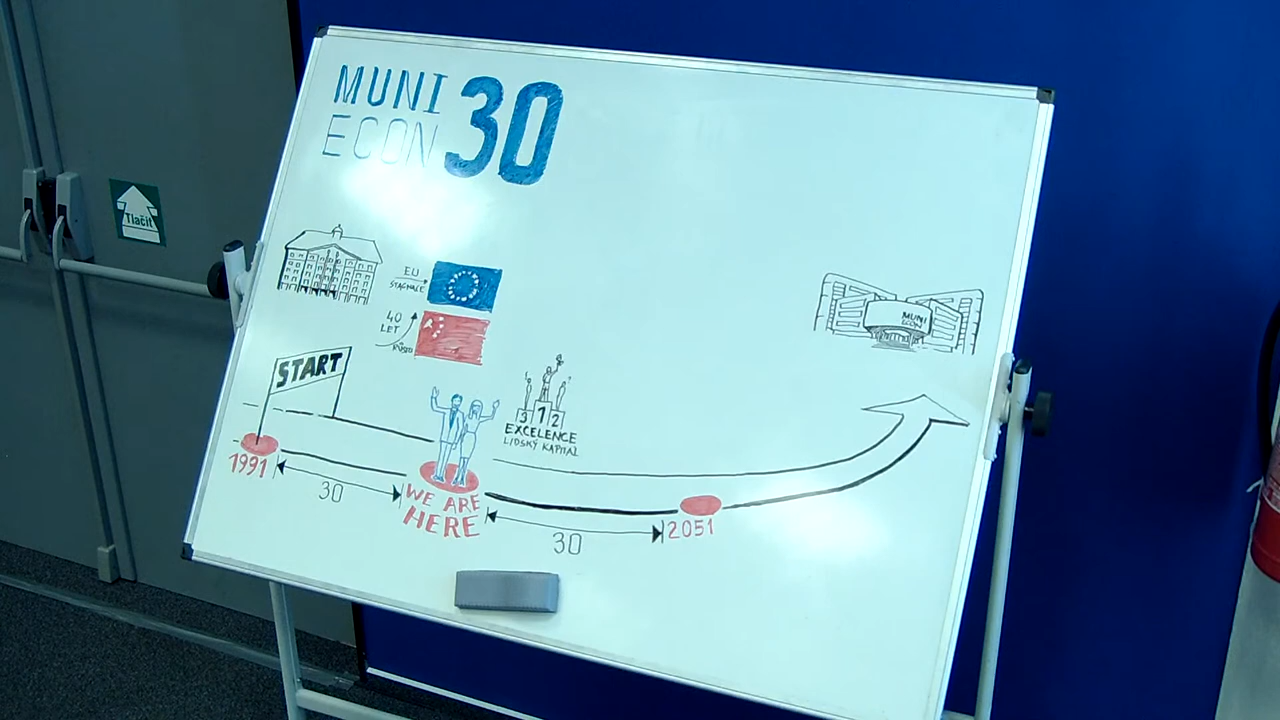 MUNI
ECON
30
Tlačit
EU
STAGNACE
40
LET
START
3 1 2
EXCELENCE
LIDSKÝ KAPITÁL
MUNI
ECON
1991
30
WE ARE
HERE
30
2051